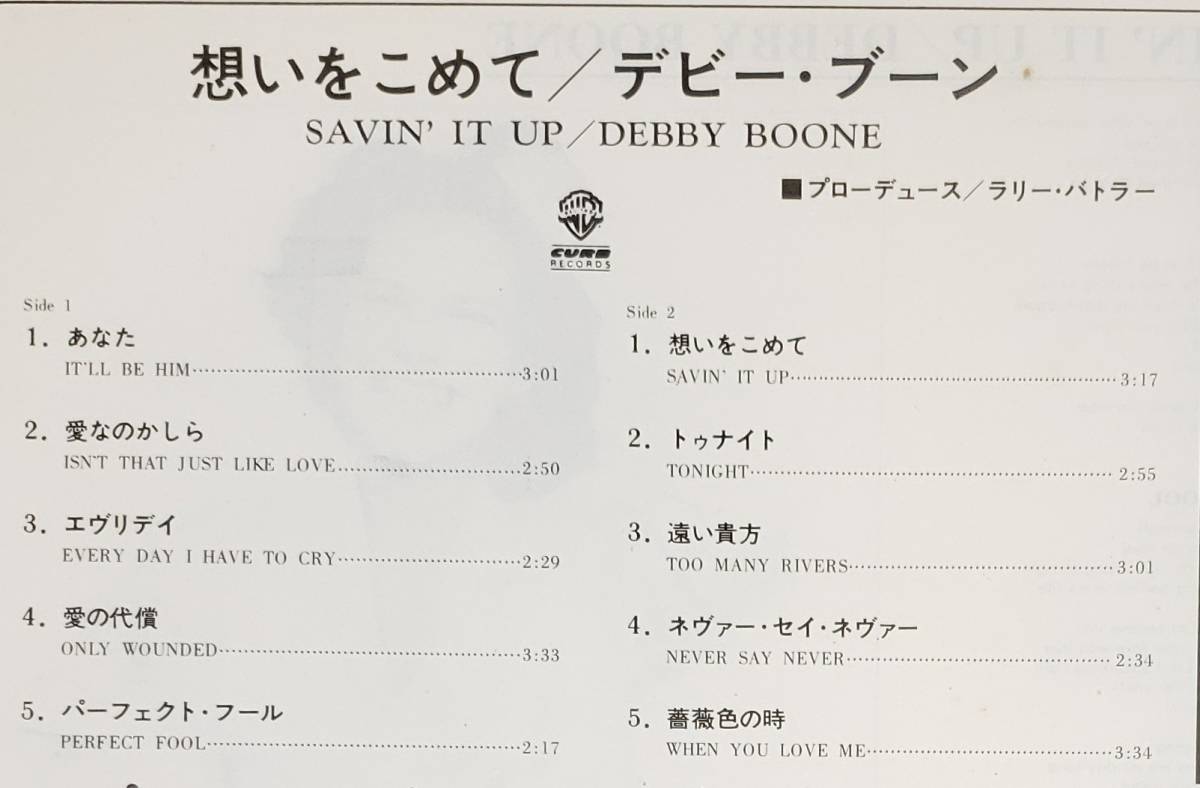 想いをこめて／デビー・ブーン
SAVIN' IT UP／DEBBY BOONE
■プローデュース／ラリー・バトラー
CURB
RECORDS
Side 1
1. あなた
IT'LL BE HIM……3:01
2. 愛なのかしら
ISN'T THAT JUST LIKE LOVE……2:50
3. エヴリデイ
EVERY DAY I HAVE TO CRY……2:29
4. 愛の代償
ONLY WOUNDED……3:33
5. パーフェクト・フール
PERFECT FOOL……2:17
Side 2
1. 想いをこめて
SAVIN' IT UP……3:17
2. トゥナイト
TONIGHT……2:55
3. 遠い貴方
TOO MANY RIVERS……3:01
4. ネヴァー・セイ・ネヴァー
NEVER SAY NEVER……2:34
5. 薔薇色の時
WHEN YOU LOVE ME……3:34